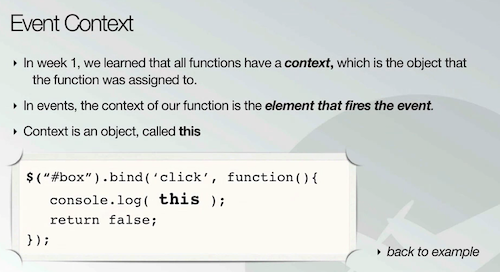 Event Context
‣ In week 1, we learned that all functions have a context, which is the object that
the function was assigned to.
‣ In events, the context of our function is the element that fires the event.
‣ Context is an object, called this
$(“#box”).bind(‘click’, function(){
console.log( this );
return false;
});
‣ back to example